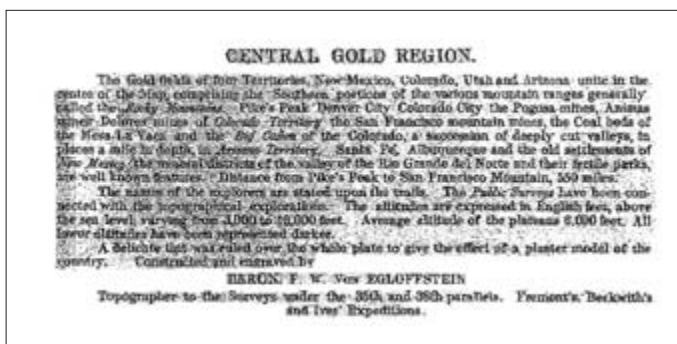 CENTRAL GOLD REGION.
The Gold fields of four Territories, New Mexico, Colorado, Utah and Arizona unite in the
centre of the Map, comprising the Southern portions of the various mountain ranges generally
called the Rocky Mountains. Pike's Peak Denver City Colorado City the Pogosa mines, Animas
Dolores mines of Colorado Territory the San Francisco mountain mines, the Coal beds of
the Mesa La Vaca and the Big Cañon of the Colorado, a succession of deeply cut valleys, in
places a mile in depth, in Arizona Territory. Santa Fé, Albuquerque and the old settlements of
New Mexico, the mineral districts of the valley of the Rio Grande del Norte and their fertile parks,
are well known features. Distance from Pike's Peak to San Francisco Mountain, 350 miles.
The names of the explorers are stated upon the trails. The Public Surveys have been con-
nected with the topographical explorations. The altitudes are expressed in English feet, above
the sea level, varying from to feet. Average altitude of the plateaus 6,000 feet. All
lower altitudes have been represented darker.
A delicate tint was ruled over the whole plate to give the effect of a plaster model of the
country. Constructed and engraved by
BARON F. W. Von EGLOFFSTEIN
Topographer to the Surveys under the 35th and 38th parallels. Fremont's, Beckwith's
and Ives' Expeditions.